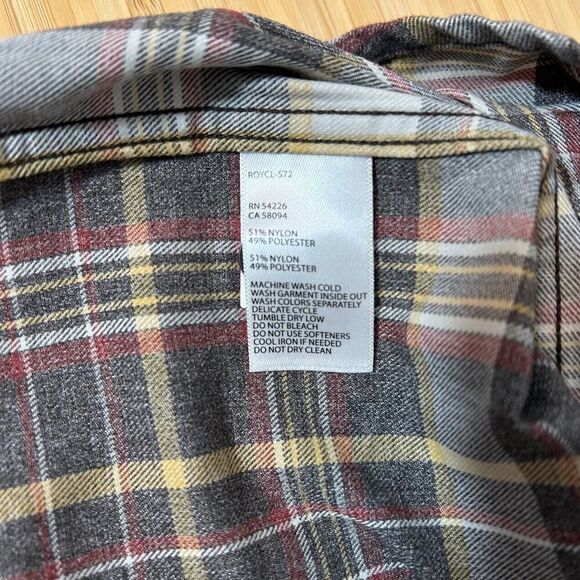 ROYCL-S72
RN 54226
CA 58094
51% NYLON
49% POLYESTER
51% NYLON
49% POLYESTER
MACHINE WASH COLD
WASH GARMENT INSIDE OUT
WASH COLORS SEPARATELY
DELICATE CYCLE
TUMBLE DRY LOW
DO NOT BLEACH
DO NOT USE SOFTENERS
COOL IRON IF NEEDED
DO NOT DRY CLEAN